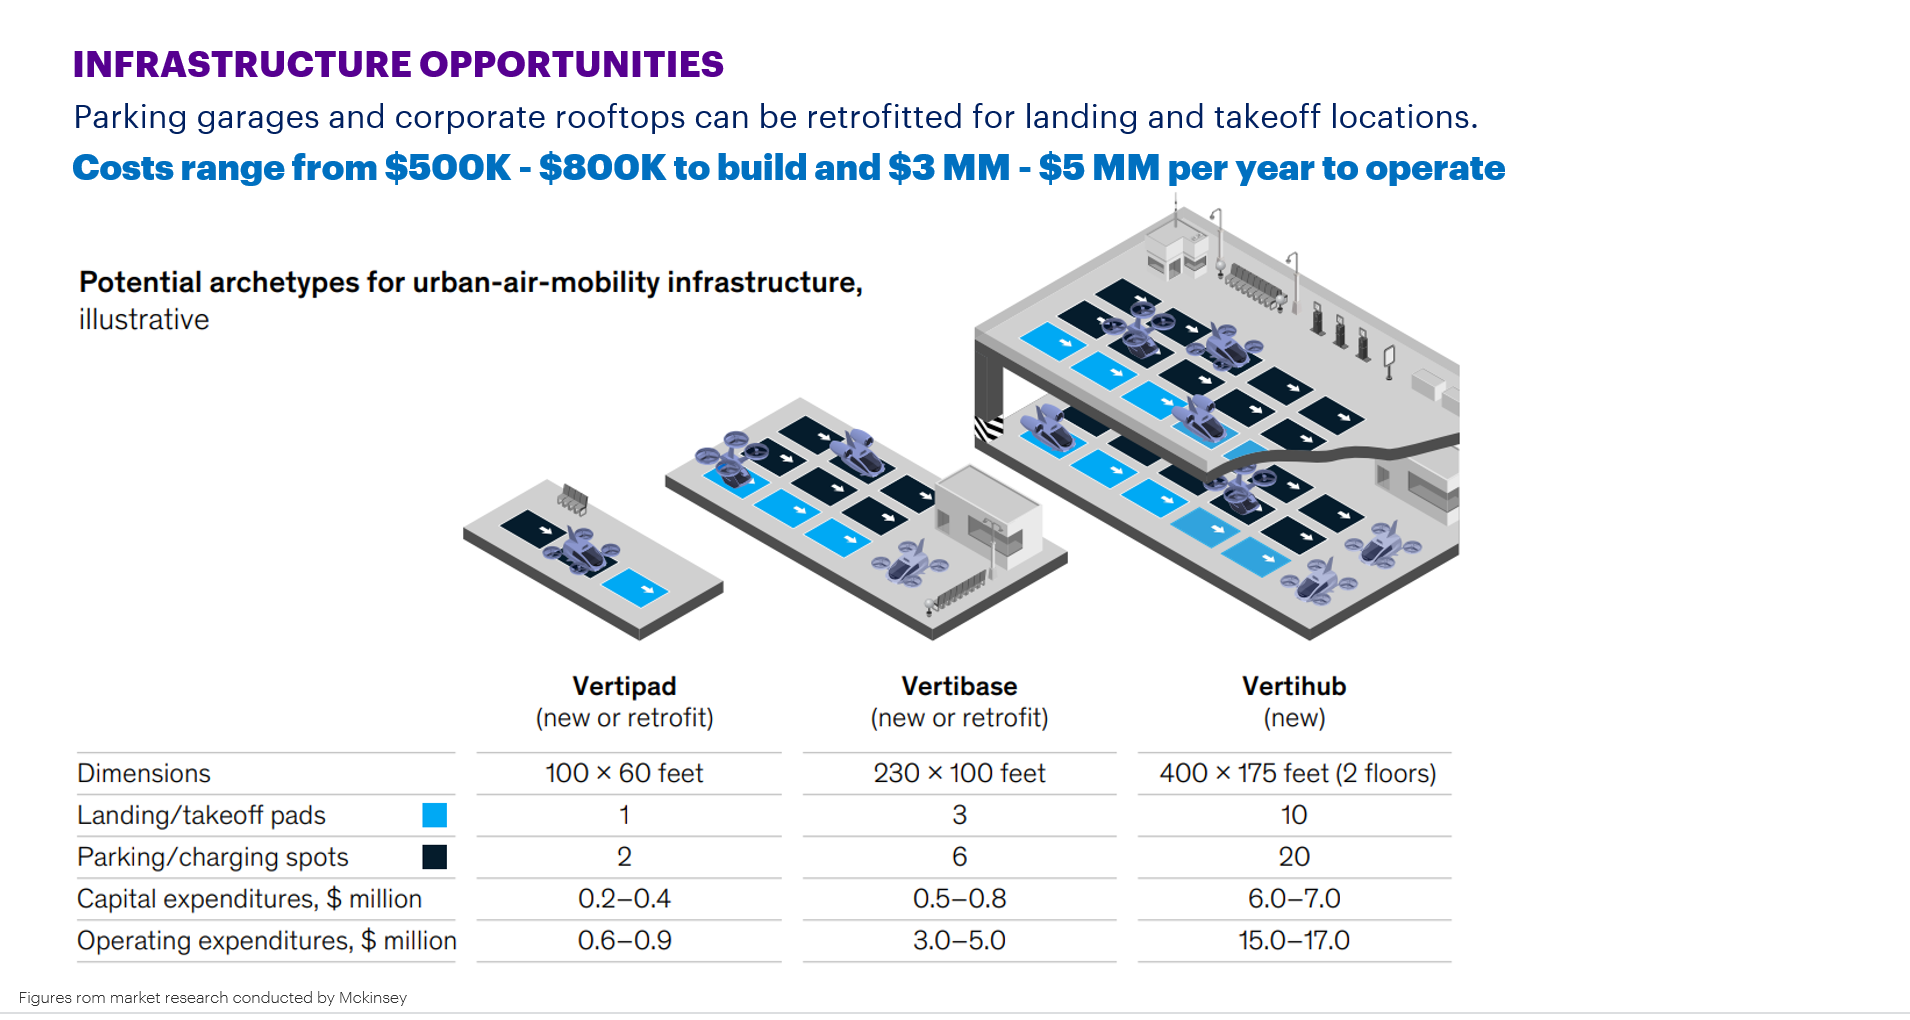 INFRASTRUCTURE OPPORTUNITIES
Parking garages and corporate rooftops can be retrofitted for landing and takeoff locations.
Costs range from $500K - $800K to build and $3 MM - $5 MM per year to operate
Potential archetypes for urban-air-mobility infrastructure,
illustrative
Vertipad Vertibase Vertihub
(new or retrofit) (new or retrofit) (new)
Dimensions 100 × 60 feet 230 × 100 feet 400 × 175 feet (2 floors)
Landing/takeoff pads 1 3 10
Parking/charging spots 2 6 20
Capital expenditures, $ million 0.2–0.4 0.5–0.8 6.0–7.0
Operating expenditures, $ million 0.6–0.9 3.0–5.0 15.0–17.0
Figures rom market research conducted by Mckinsey